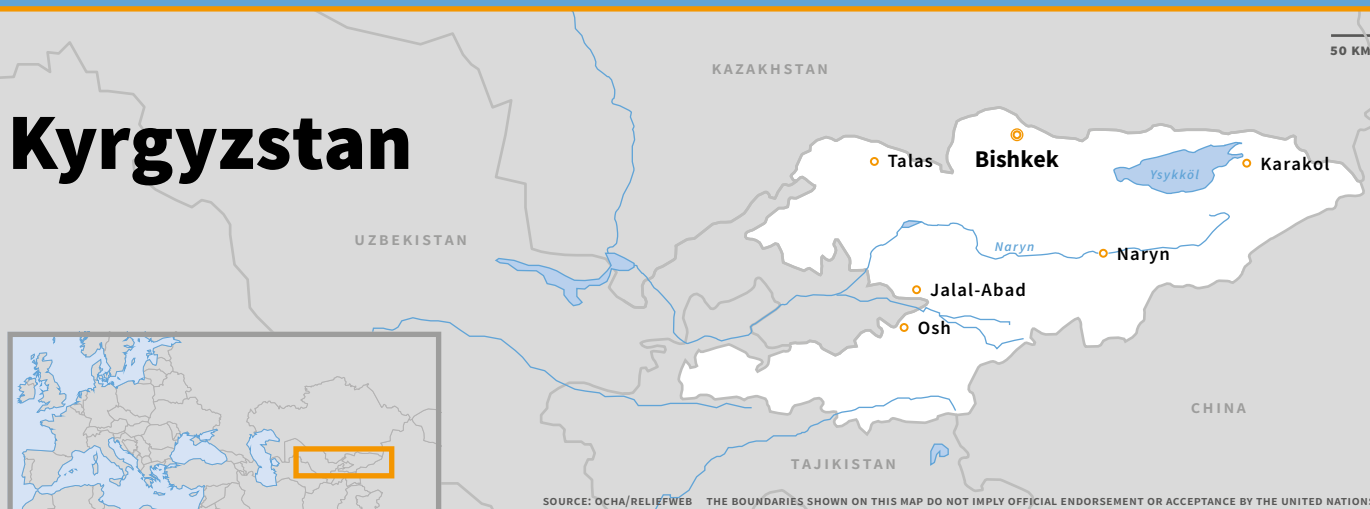 50 KM
KAZAKHSTAN
Kyrgyzstan
Talas
Bishkek
Ysykköl
Karakol
UZBEKISTAN
Naryn
Naryn
Jalal-Abad
Osh
CHINA
TAJIKISTAN
SOURCE: OCHA/RELIEFWEB THE BOUNDARIES SHOWN ON THIS MAP DO NOT IMPLY OFFICIAL ENDORSEMENT OR ACCEPTANCE BY THE UNITED NATIONS